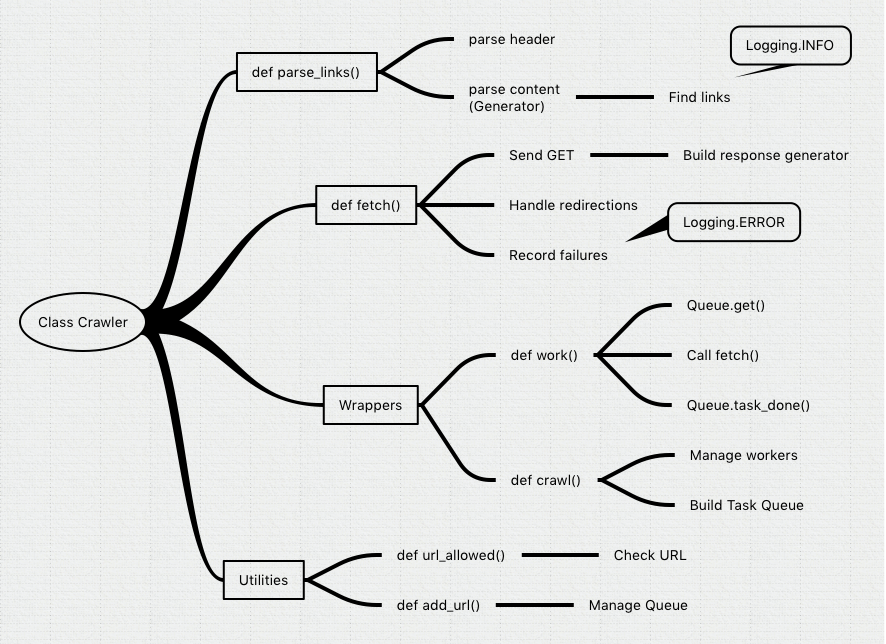 Class Crawler
def parse_links()
parse header
parse content
(Generator)
Find links
Logging.INFO
def fetch()
Send GET
Build response generator
Handle redirections
Record failures
Logging.ERROR
Wrappers
def work()
Queue.get()
Call fetch()
Queue.task_done()
def crawl()
Manage workers
Build Task Queue
Utilities
def url_allowed()
Check URL
def add_url()
Manage Queue